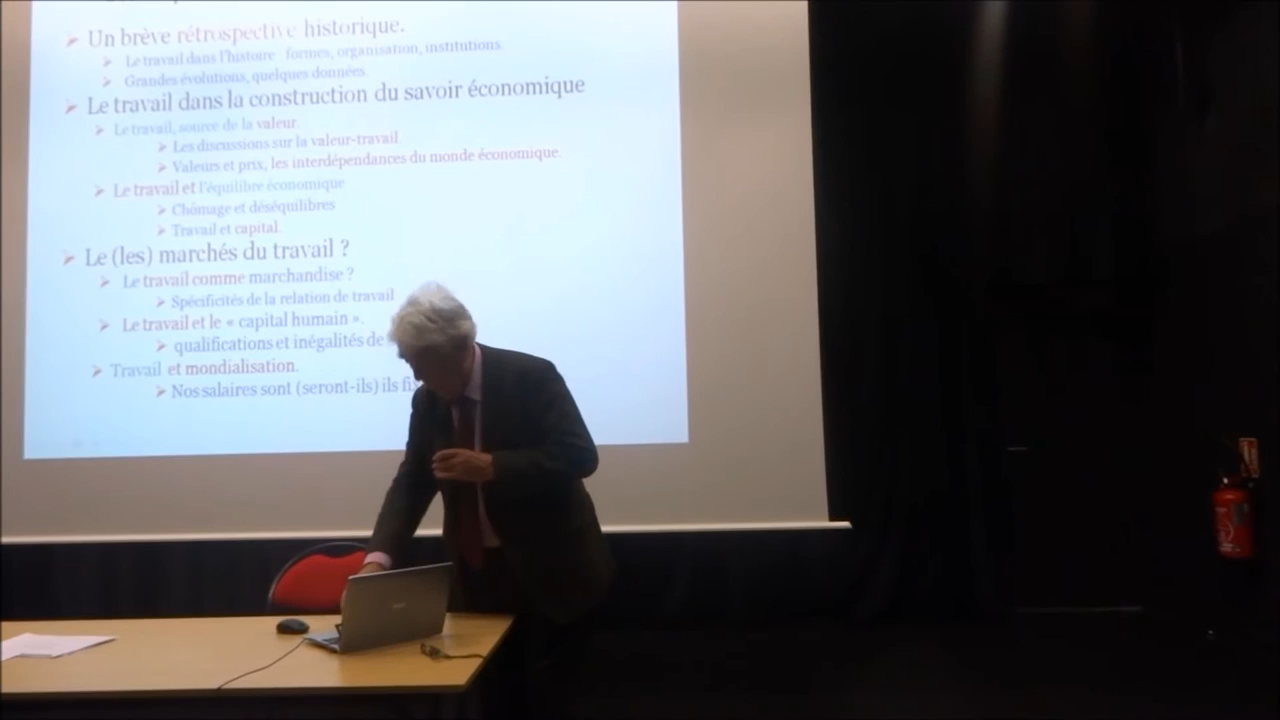 Un brève rétrospective historique.
Le travail dans l'histoire formes, organisation, institutions.
Grandes évolutions, quelques données.
Le travail dans la construction du savoir économique
Le travail, source de la valeur.
Les discussions sur la valeur-travail.
Valeurs et prix, les interdépendances du monde économique.
Le travail et l'équilibre économique
Chômage et déséquilibres
Travail et capital.
Le (les) marchés du travail ?
Le travail comme marchandise ?
Spécificités de la relation de travail
Le travail et le « capital humain ».
qualifications et inégalités de
Travail et mondialisation.
Nos salaires sont (seront-ils) ils